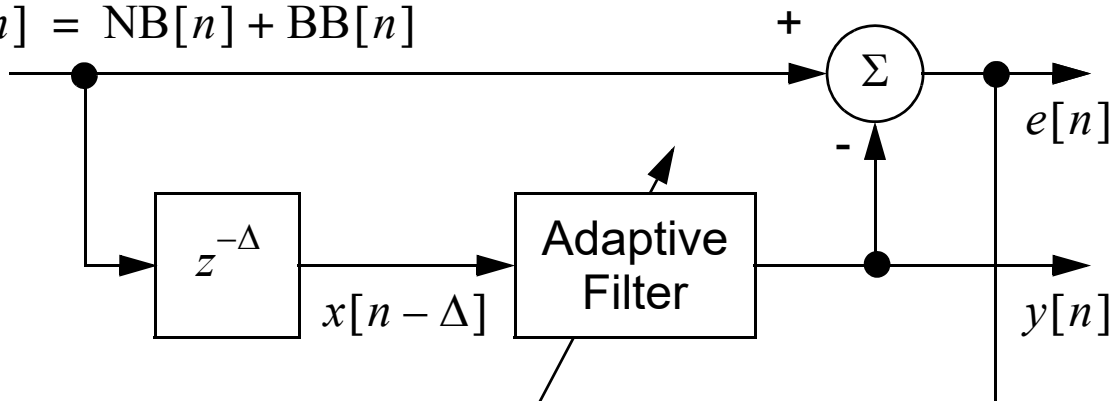 n] = NB[n] + BB[n]
+
Σ
e[n]
-
z^{-Δ}
Adaptive
Filter
x[n − Δ]
y[n]